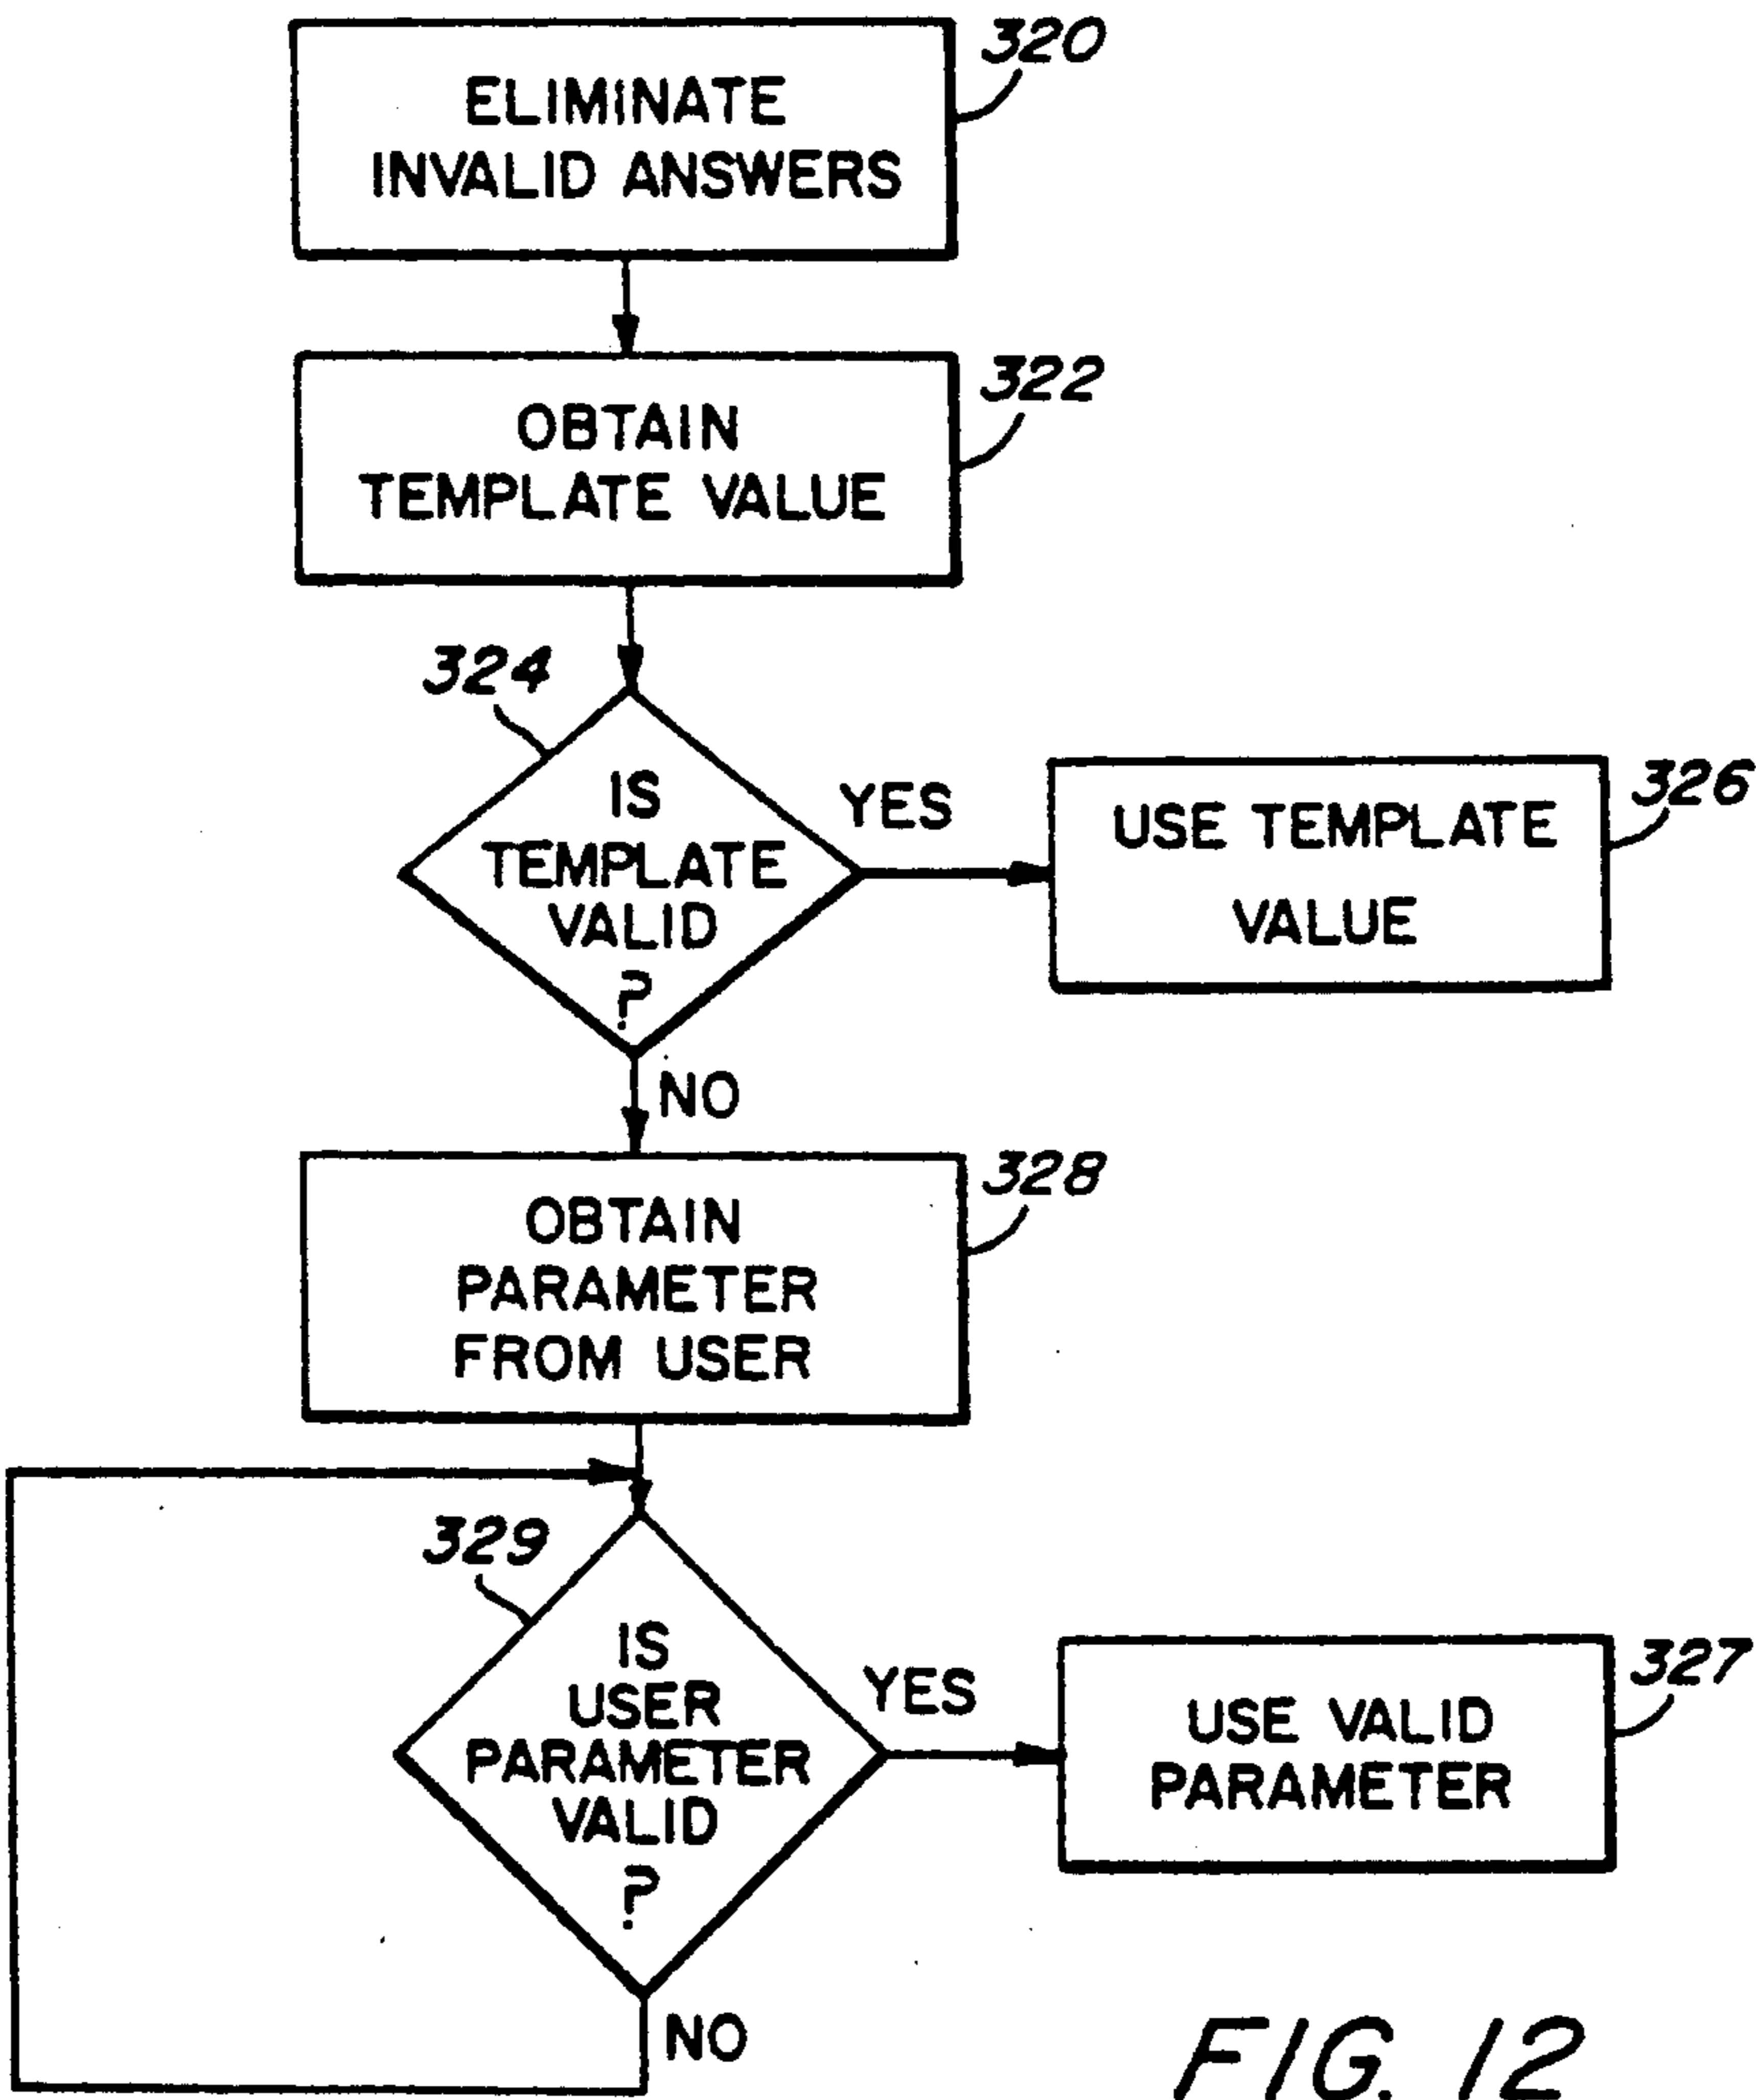 320
ELIMINATE
INVALID ANSWERS
322
OBTAIN
TEMPLATE VALUE
324
IS
TEMPLATE
VALID
?
YES
326
USE TEMPLATE
VALUE
NO
328
OBTAIN
PARAMETER
FROM USER
329
IS
USER
PARAMETER
VALID
?
YES
327
USE VALID
PARAMETER
NO
FIG. 12